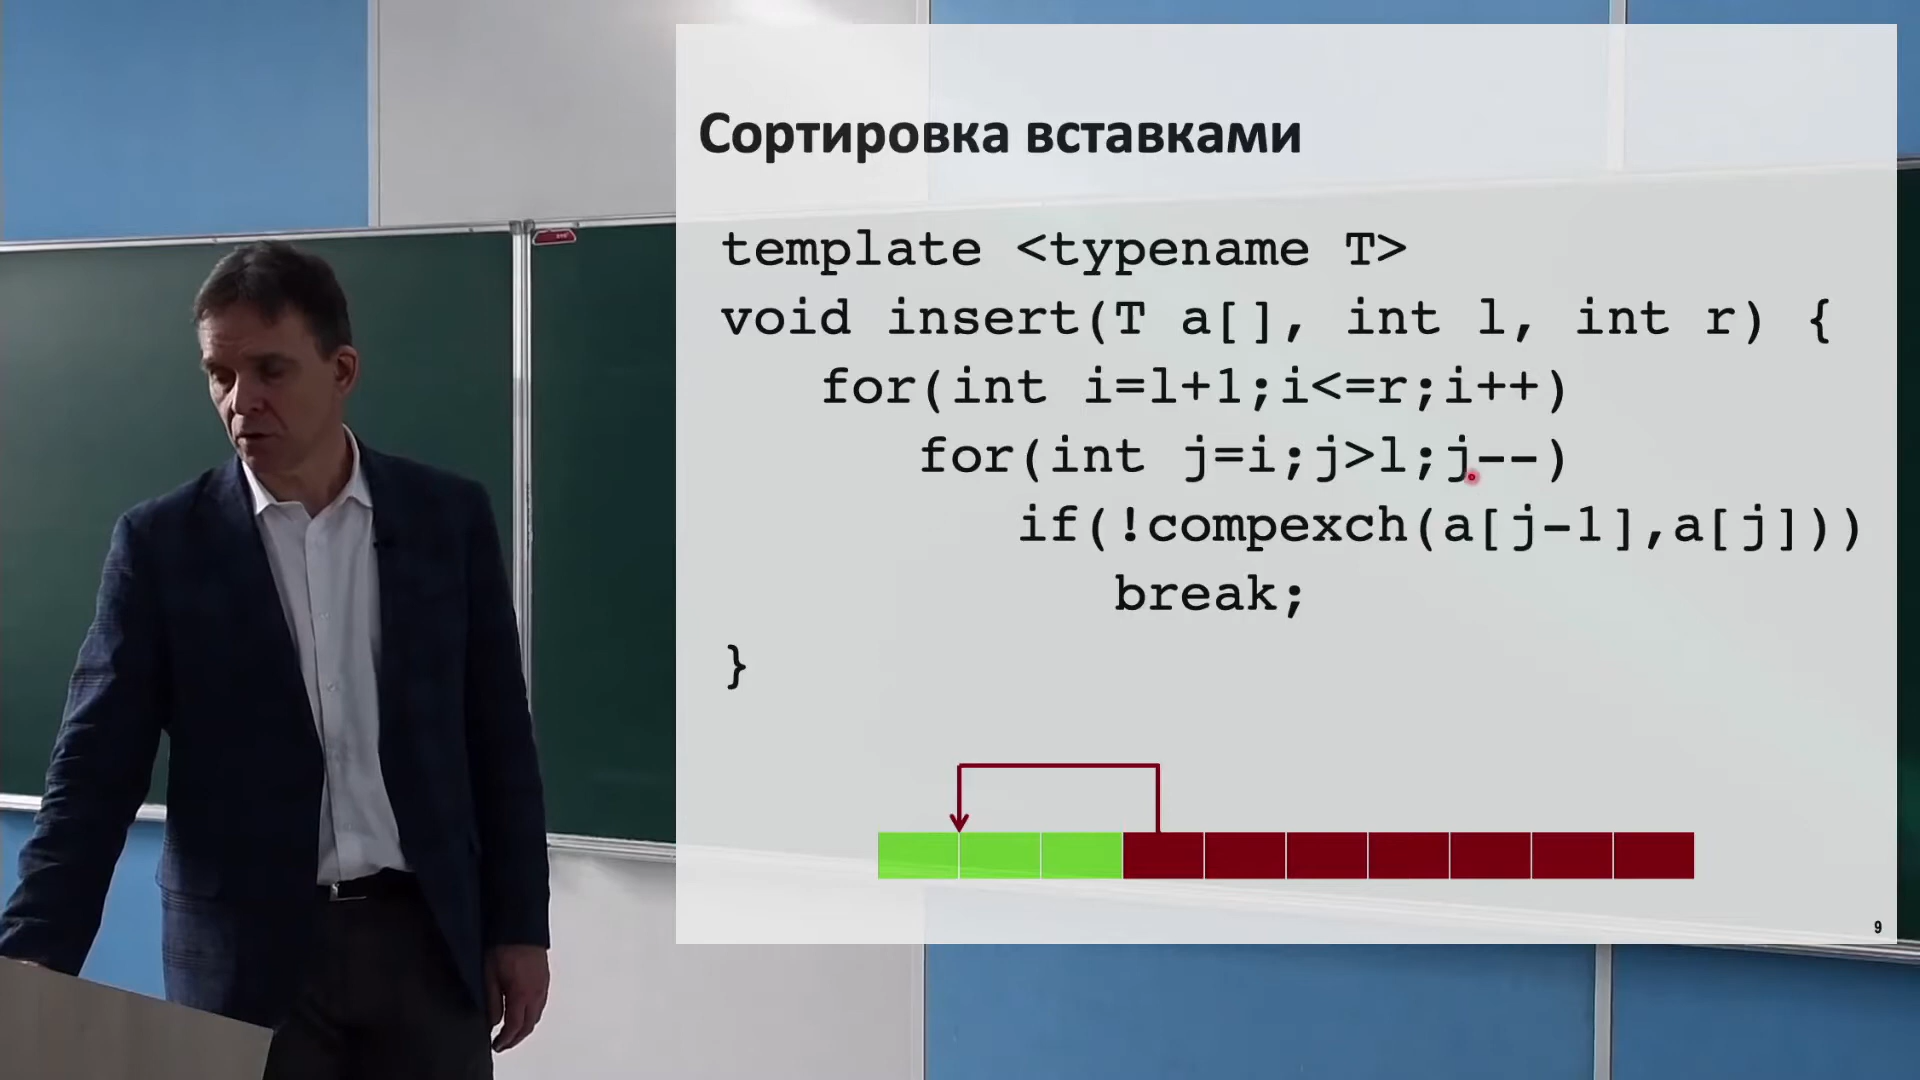 Сортировка вставками
template <typename T>
void insert(T a[], int l, int r) {
for(int i=l+1;i<=r;i++)
for(int j=i;j>l;j--)
if(!compexch(a[j-1],a[j]))
break;
}
9